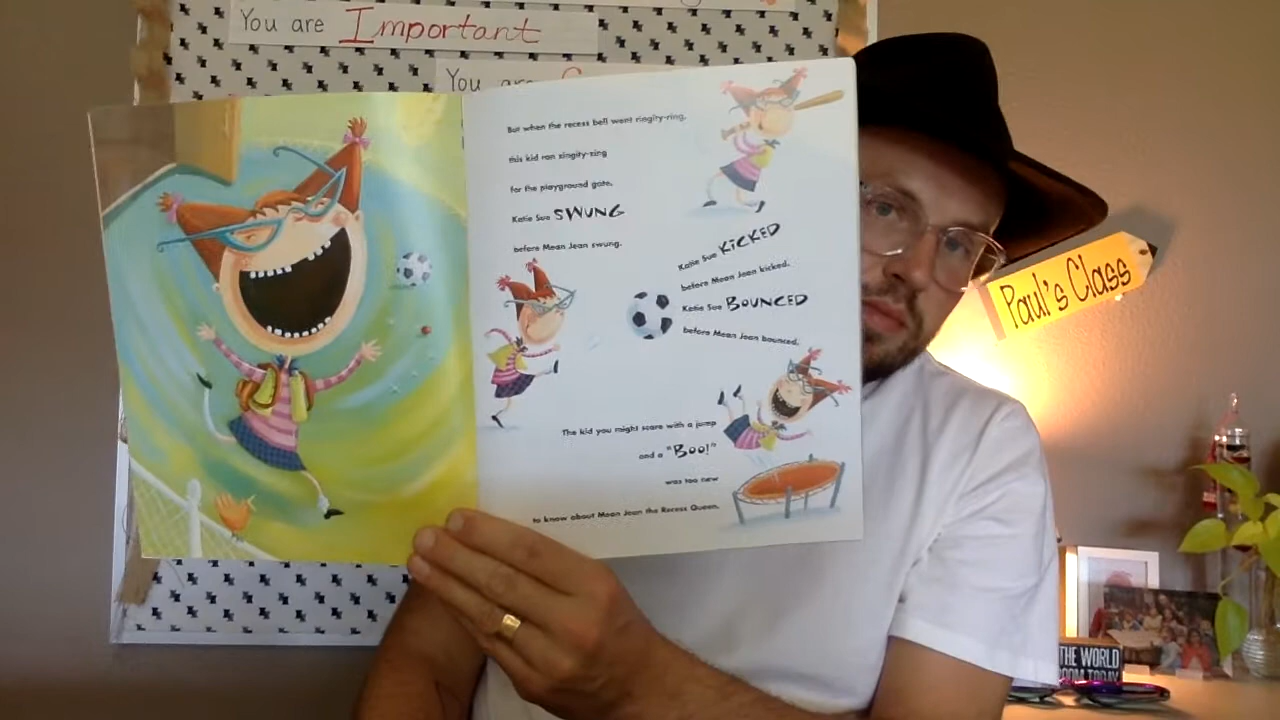 You are Important
You are
But when the recess bell went ringity-ring,
this kid ran zingity-zing
for the playground gate.
Katie Sue SWUNG
before Mean Jean swung.
Katie Sue KICKED
before Mean Jean kicked.
Katie Sue BOUNCED
before Mean Jean bounced.
The kid you might scare with a jump
and a "Boo!"
was too new
to know about Mean Jean the Recess Queen.
Paul's Class
THE WORLD
ROOM TODAY